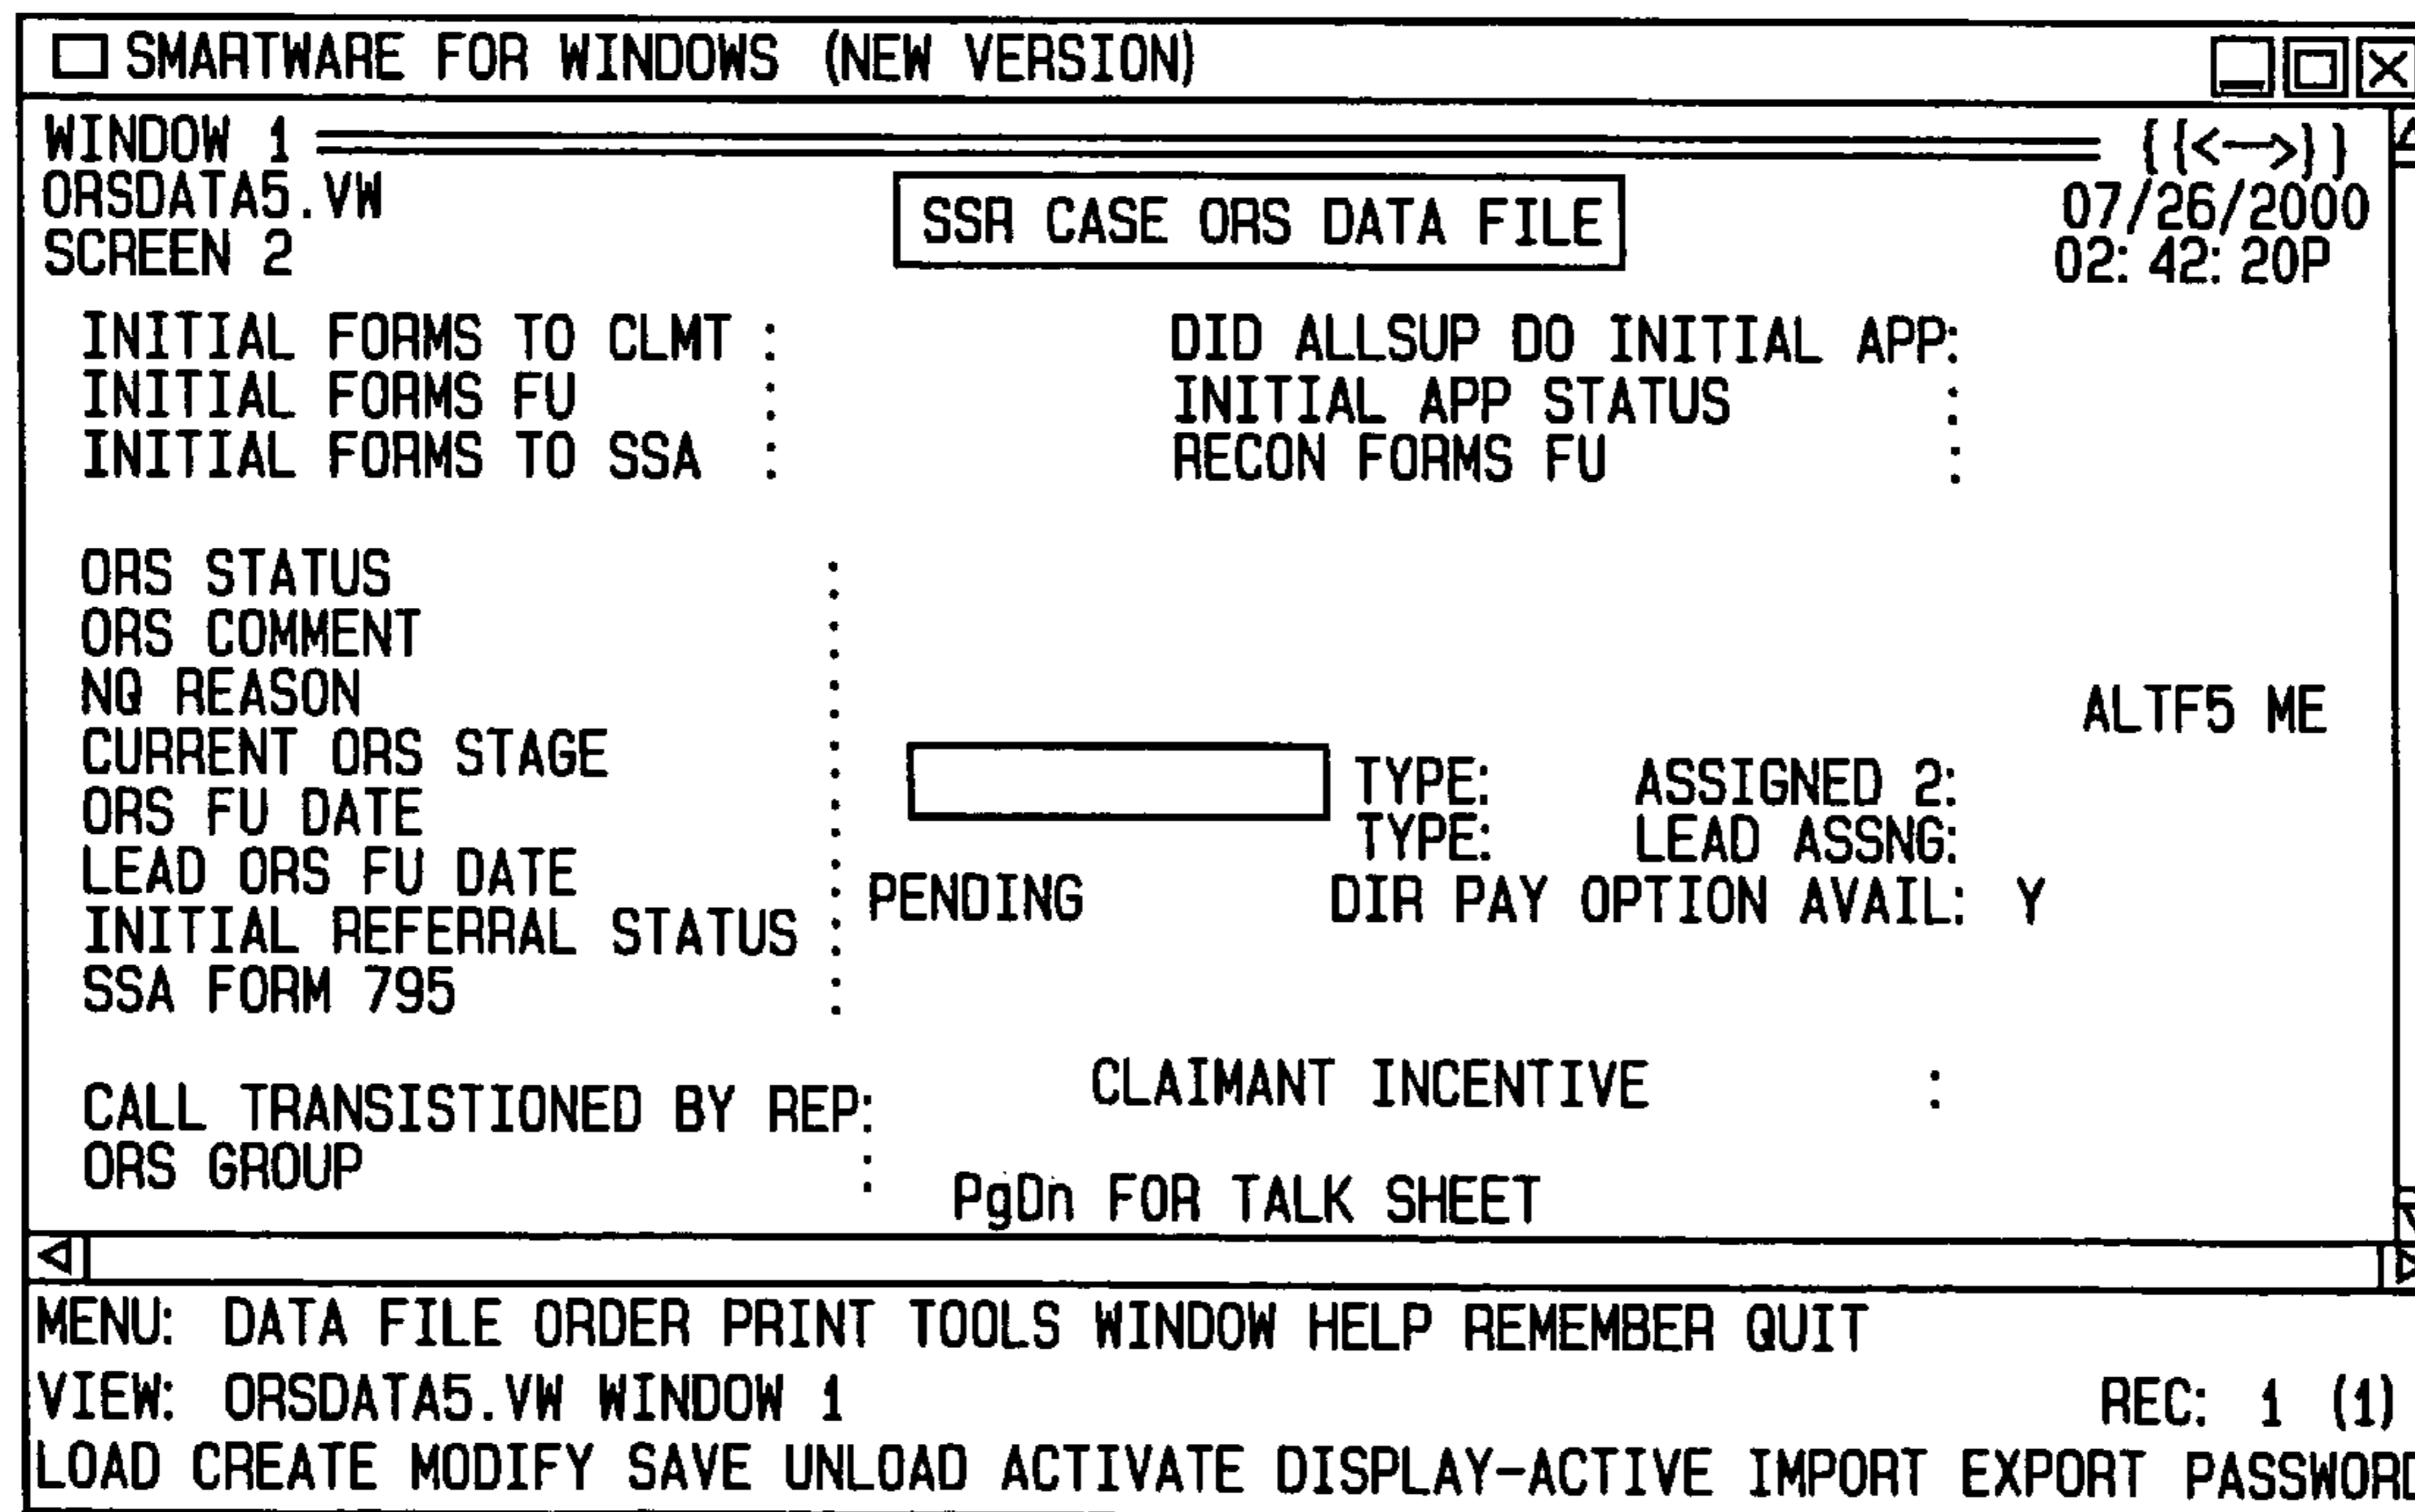 SMARTWARE FOR WINDOWS (NEW VERSION)
WINDOW 1 ((<—>))
ORSDATA5.VW 07/26/2000
SSR CASE ORS DATA FILE
SCREEN 2 02:42:20P
INITIAL FORMS TO CLMT : DID ALLSUP DO INITIAL APP:
INITIAL FORMS FU : INITIAL APP STATUS :
INITIAL FORMS TO SSA : RECON FORMS FU :
ORS STATUS :
ORS COMMENT :
NQ REASON : ALTF5 ME
CURRENT ORS STAGE : TYPE: ASSIGNED 2:
ORS FU DATE : TYPE: LEAD ASSNG:
LEAD ORS FU DATE : PENDING DIR PAY OPTION AVAIL: Y
INITIAL REFERRAL STATUS :
SSA FORM 795 :
CLAIMANT INCENTIVE :
CALL TRANSISTIONED BY REP:
ORS GROUP :
PgDn FOR TALK SHEET
MENU: DATA FILE ORDER PRINT TOOLS WINDOW HELP REMEMBER QUIT
VIEW: ORSDATA5.VW WINDOW 1 REC: 1 (1)
LOAD CREATE MODIFY SAVE UNLOAD ACTIVATE DISPLAY-ACTIVE IMPORT EXPORT PASSWORD